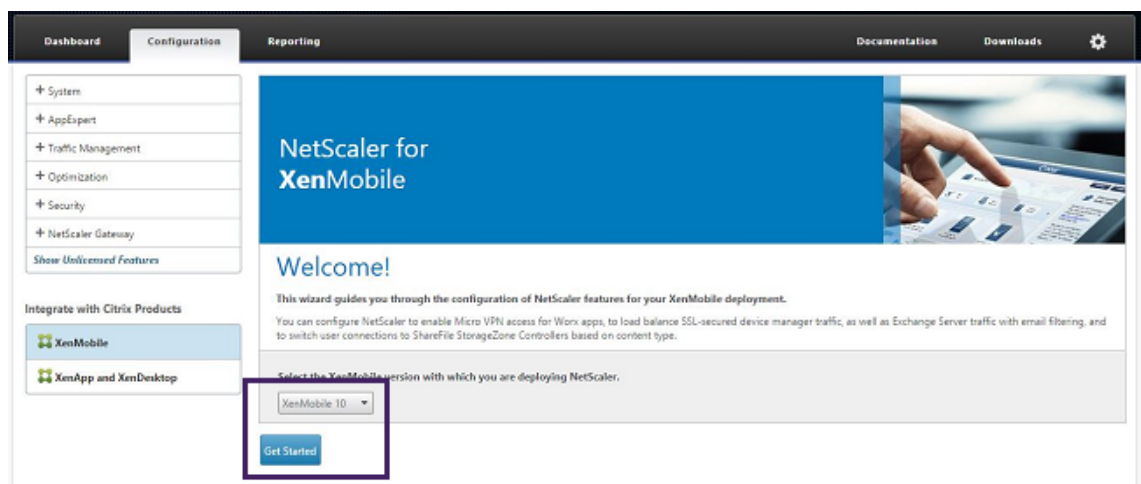 Dashboard
Configuration
Reporting
Documentation
Downloads
+ System
+ AppExpert
+ Traffic Management
+ Optimization
+ Security
+ NetScaler Gateway
Show Unlicensed Features
Integrate with Citrix Products
XenMobile
XenApp and XenDesktop
NetScaler for
XenMobile
Welcome!
This wizard guides you through the configuration of NetScaler features for your XenMobile deployment.
You can configure NetScaler to enable Micro VPN access for Worx apps, to load balance SSL-secured device manager traffic, as well as Exchange Server traffic with email filtering, and
to switch user connections to ShareFile StorageZone Controllers based on content type.
Select the XenMobile version with which you are deploying NetScaler.
XenMobile 10
Get Started